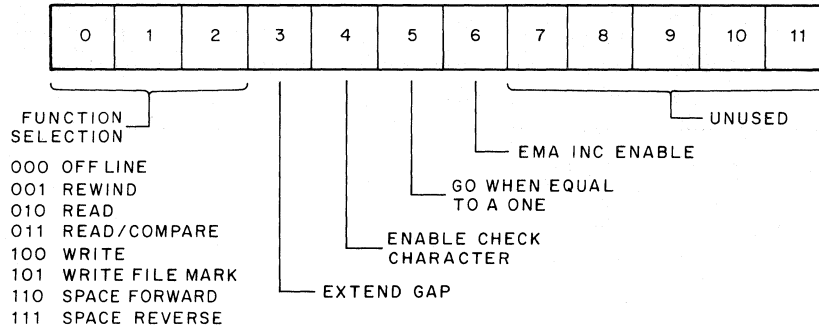 0 1 2 3 4 5 6 7 8 9 10 11
FUNCTION
SELECTION
UNUSED
000 OFF LINE
001 REWIND
010 READ
011 READ/COMPARE
100 WRITE
101 WRITE FILE MARK
110 SPACE FORWARD
111 SPACE REVERSE
EMA INC ENABLE
GO WHEN EQUAL
TO A ONE
ENABLE CHECK
CHARACTER
EXTEND GAP